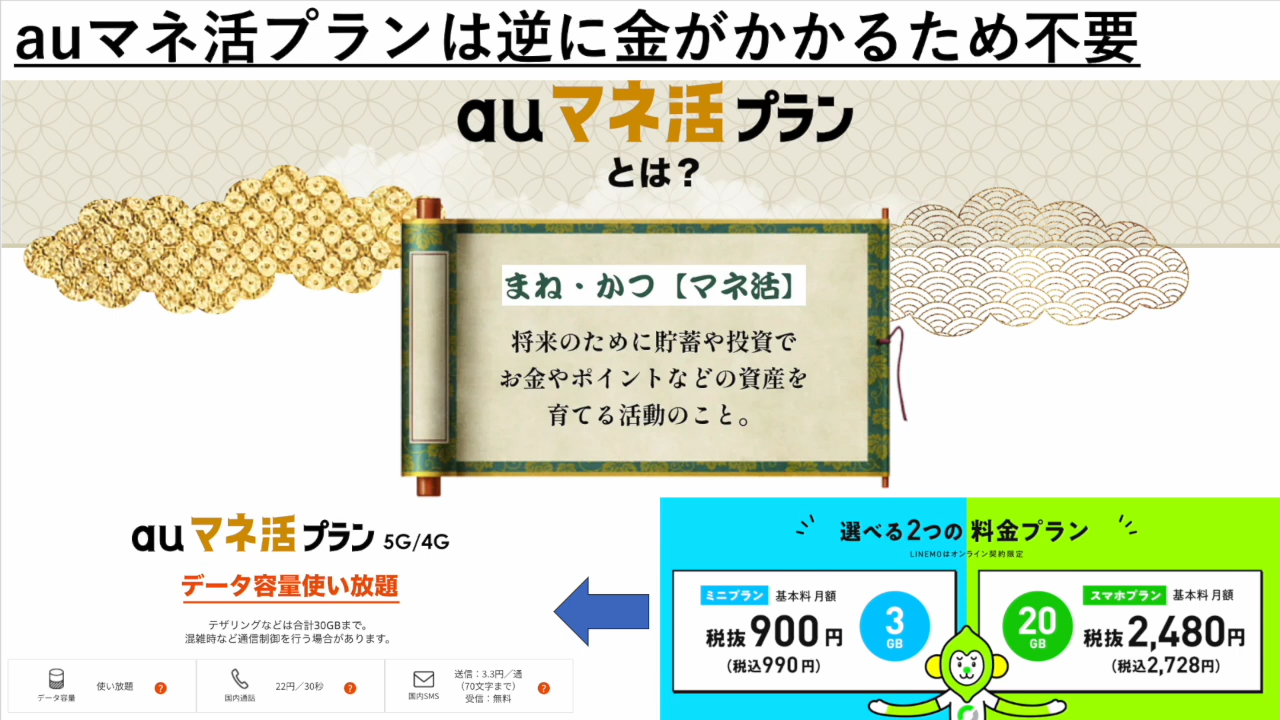 auマネ活プランは逆に金がかかるため不要
auマネ活プラン
とは?
まね・かつ【マネ活】
将来のために貯蓄や投資で
お金やポイントなどの資産を
育てる活動のこと。
auマネ活プラン 5G/4G
データ容量使い放題
テザリングなどは合計30GBまで。
混雑時など通信制御を行う場合があります。
データ容量
使い放題
?
国内通話
22円/30秒
?
国内SMS
送信:3.3円/通
(70文字まで)
受信:無料
?
選べる2つの料金プラン
LINEMOはオンライン契約限定
ミニプラン 基本料 月額
税抜900円
(税込990円)
3
GB
20
GB
スマホプラン 基本料 月額
税抜2,480円
(税込2,728円)